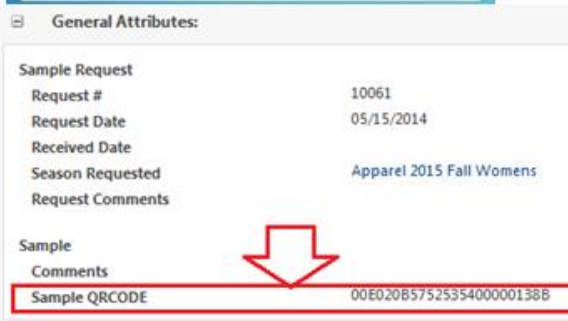 General Attributes:
Sample Request
Request # 10061
Request Date 05/15/2014
Received Date
Season Requested Apparel 2015 Fall Womens
Request Comments
Sample
Comments
Sample QRCODE 00E020B5752535400000138B